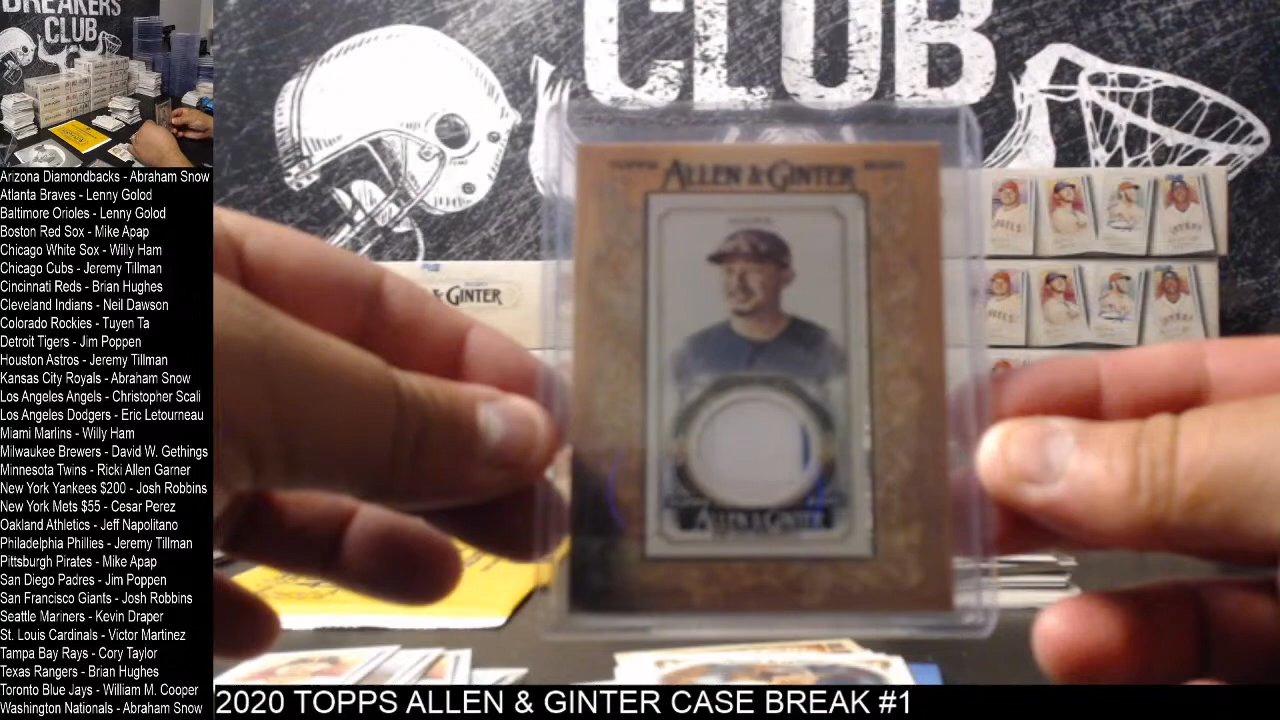 BREAKERS
CLUB
CLUB
Arizona Diamondbacks - Abraham Snow
Atlanta Braves - Lenny Golod
Baltimore Orioles - Lenny Golod
Boston Red Sox - Mike Apap
Chicago White Sox - Willy Ham
Chicago Cubs - Jeremy Tillman
Cincinnati Reds - Brian Hughes
Cleveland Indians - Neil Dawson
Colorado Rockies - Tuyen Ta
Detroit Tigers - Jim Poppen
Houston Astros - Jeremy Tillman
Kansas City Royals - Abraham Snow
Los Angeles Angels - Christopher Scali
Los Angeles Dodgers - Eric Letourneau
Miami Marlins - Willy Ham
Milwaukee Brewers - David W. Gethings
Minnesota Twins - Ricki Allen Garner
New York Yankees $200 - Josh Robbins
New York Mets $55 - Cesar Perez
Oakland Athletics - Jeff Napolitano
Philadelphia Phillies - Jeremy Tillman
Pittsburgh Pirates - Mike Apap
San Diego Padres - Jim Poppen
San Francisco Giants - Josh Robbins
Seattle Mariners - Kevin Draper
St. Louis Cardinals - Victor Martinez
Tampa Bay Rays - Cory Taylor
Texas Rangers - Brian Hughes
Toronto Blue Jays - William M. Cooper
Washington Nationals - Abraham Snow
TOPPS ALLEN & GINTER
& GINTER
ALLEN & GINTER
2020 TOPPS ALLEN & GINTER CASE BREAK #1